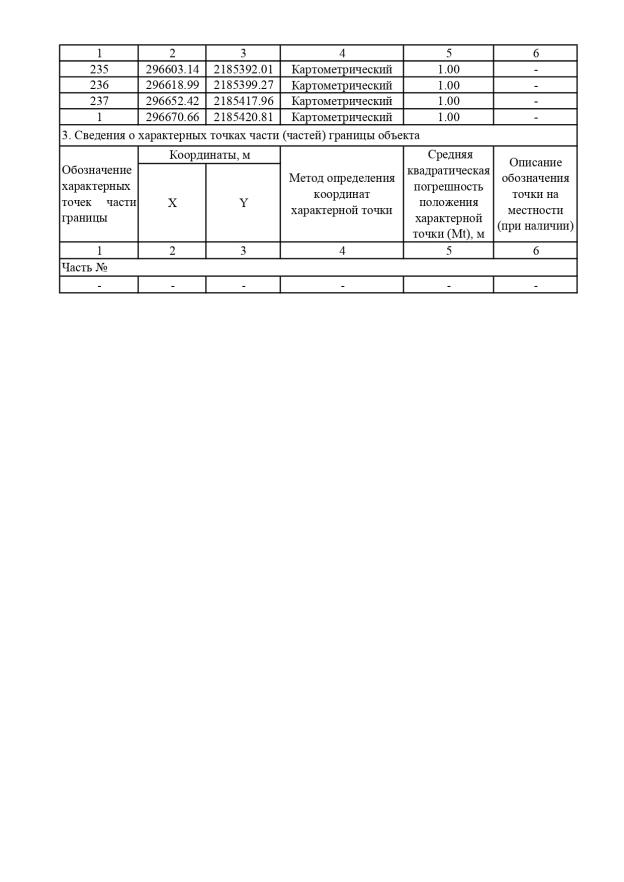 1 2 3 4 5 6
235 296603.14 2185392.01 Картометрический 1.00 -
236 296618.99 2185399.27 Картометрический 1.00 -
237 296652.42 2185417.96 Картометрический 1.00 -
1 296670.66 2185420.81 Картометрический 1.00 -
3. Сведения о характерных точках части (частей) границы объекта
Обозначение
характерных
точек части
границы
Координаты, м
X Y
Метод определения
координат
характерной точки
Средняя
квадратическая
погрешность
положения
характерной
точки (Mt), м
Описание
обозначения
точки на
местности
(при наличии)
1 2 3 4 5 6
Часть №
- - - - - -